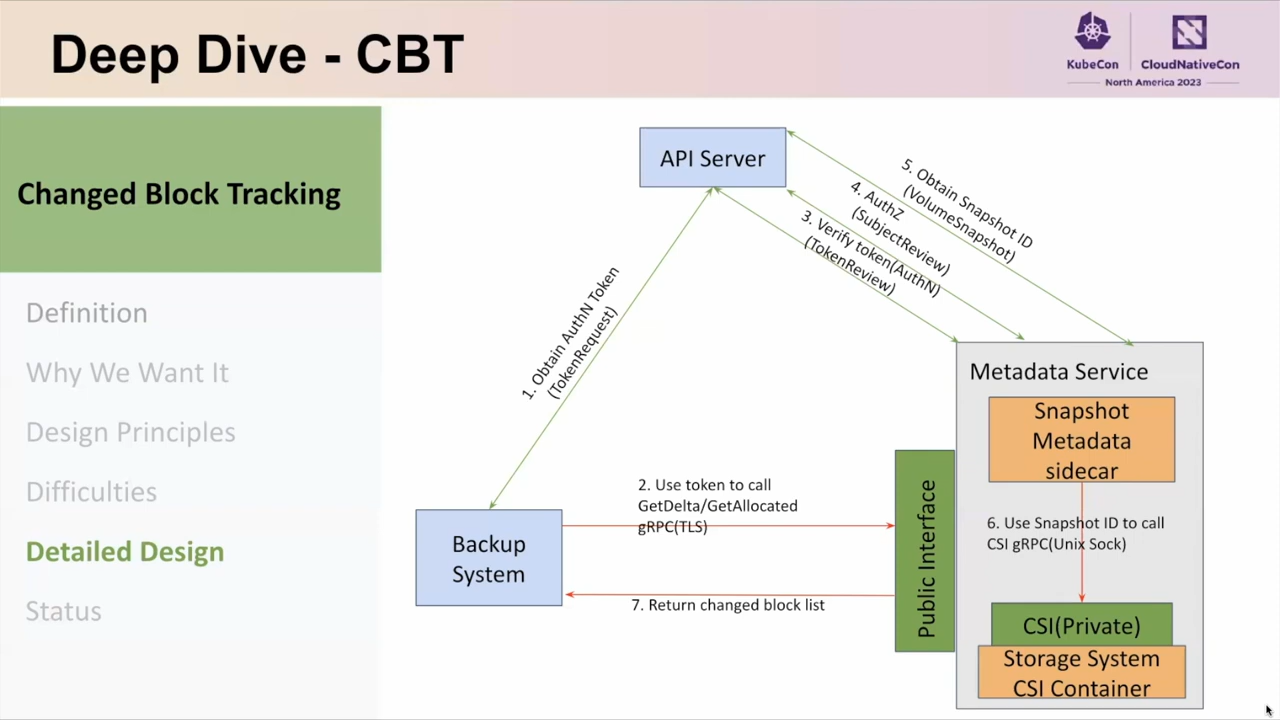 Deep Dive - CBT
KubeCon
CloudNativeCon
North America 2023
Changed Block Tracking
Definition
Why We Want It
Design Principles
Difficulties
Detailed Design
Status
API Server
5. Obtain Snapshot ID
(VolumeSnapshot)
4. AuthZ
(SubjectReview)
3. Verify token(AuthN)
(TokenReview)
1. Obtain AuthN Token
(TokenRequest)
Metadata Service
Snapshot
Metadata
sidecar
2. Use token to call
GetDelta/GetAllocated
gRPC(TLS)
Backup
System
Public Interface
6. Use Snapshot ID to call
CSI gRPC(Unix Sock)
7. Return changed block list
CSI(Private)
Storage System
CSI Container